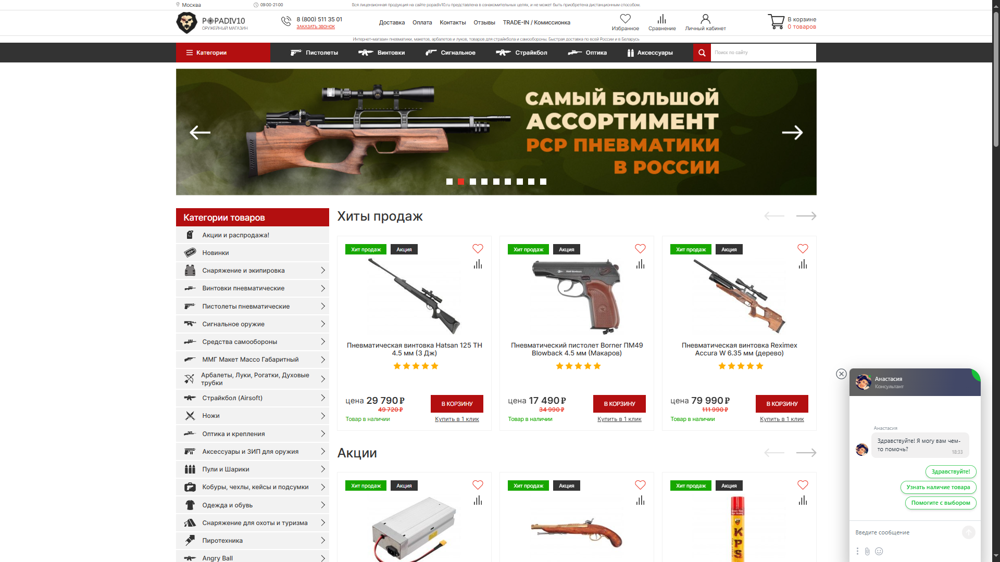 Москва
09:00-21:00
Вся лицензионная продукция на сайте popadiv10.ru представлена в ознакомительных целях, и не может быть приобретена дистанционным способом.
P PADIV10
ОРУЖЕЙНЫЙ МАГАЗИН
8 (800) 511 35 01
ЗАКАЗАТЬ ЗВОНОК
Доставка Оплата Контакты Отзывы TRADE-IN / Комиссионка
Избранное Сравнение Личный кабинет
В корзине
0 товаров
Интернет-магазин пневматики, макетов, арбалетов и луков, товаров для страйкбола и самообороны. Быстрая доставка по всей России и в Беларусь
Категории
Пистолеты Винтовки Сигнальное Страйкбол Оптика Аксессуары
Поиск по сайту
САМЫЙ БОЛЬШОЙ
АССОРТИМЕНТ
PCP ПНЕВМАТИКИ
В РОССИИ
Категории товаров
Акции и распродажа!
Новинки
Снаряжение и экипировка
Винтовки пневматические
Пистолеты пневматические
Сигнальное оружие
Средства самообороны
ММГ Макет Массо Габаритный
Арбалеты, Луки, Рогатки, Духовые
трубки
Страйкбол (Airsoft)
Ножи
Оптика и крепления
Аксессуары и ЗИП для оружия
Пули и Шарики
Кобуры, чехлы, кейсы и подсумки
Одежда и обувь
Снаряжение для охоты и туризма
Пиротехника
Angry Ball
Хиты продаж
Хит продаж Акция
Пневматическая винтовка Hatsan 125 TH
4.5 мм (3 Дж)
цена 29 790 ₽
49 720 ₽
Товар в наличии
В КОРЗИНУ
Купить в 1 клик
Хит продаж Акция
Пневматический пистолет Borner ПМ49
Blowback 4.5 мм (Макаров)
цена 17 490 ₽
34 990 ₽
Товар в наличии
В КОРЗИНУ
Купить в 1 клик
Хит продаж Акция
Пневматическая винтовка Reximex
Accura W 6.35 мм (дерево)
цена 79 990 ₽
111 990 ₽
Товар в наличии
В КОРЗИНУ
Купить в 1 клик
Акции
Хит продаж Акция
Хит продаж Акция
Хит продаж Акция
KPS
Анастасия
Консультант
Анастасия
Здравствуйте! Я могу вам чем-
то помочь?
18:33
Здравствуйте!
Узнать наличие товара
Помогите с выбором
Введите сообщение